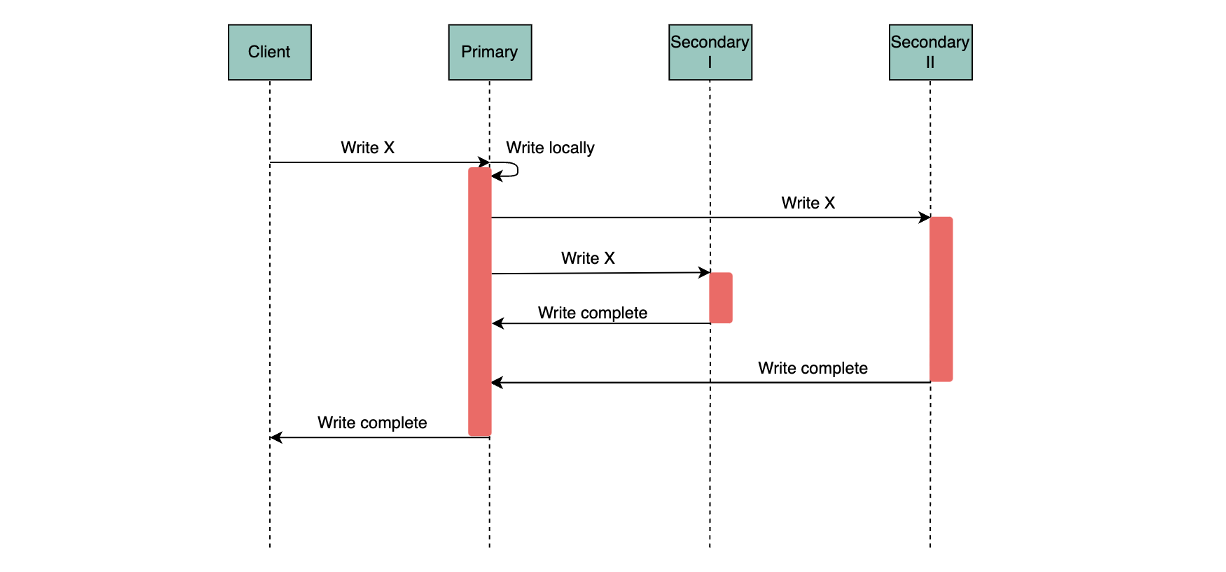 Client
Primary
Secondary
I
Secondary
II
Write X
Write locally
Write X
Write X
Write complete
Write complete
Write complete